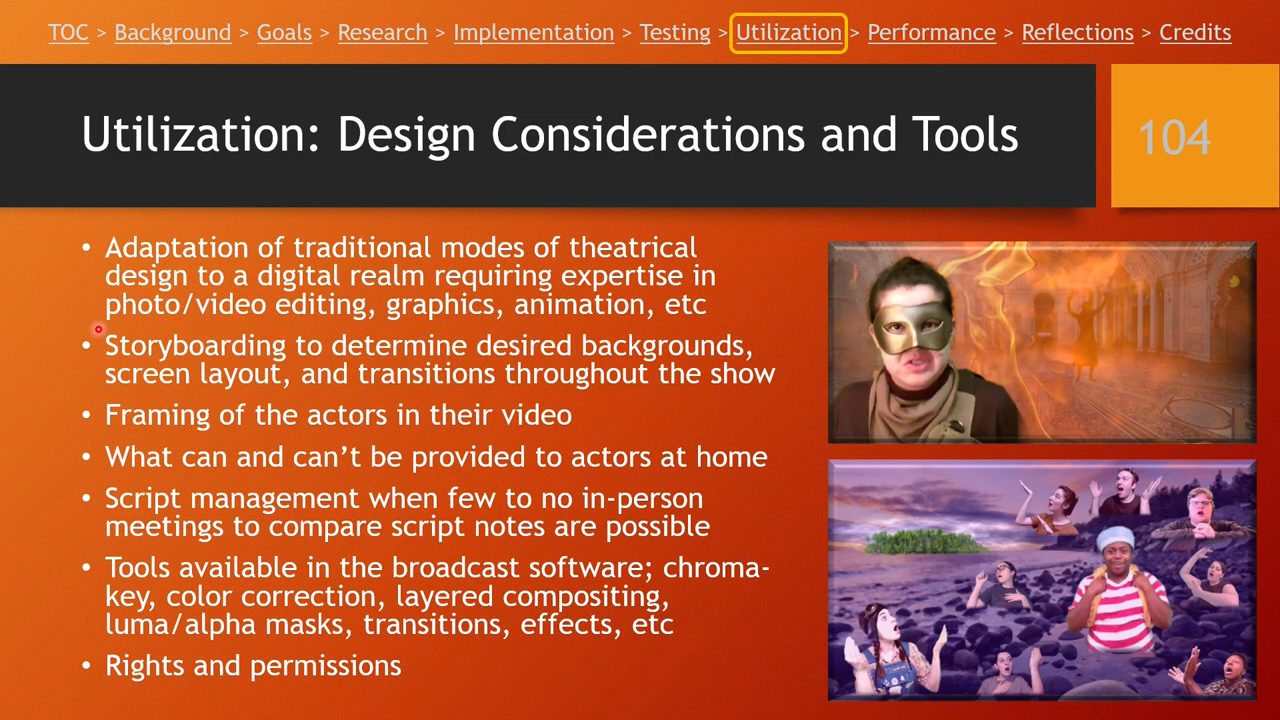 TOC > Background > Goals > Research > Implementation > Testing > Utilization > Performance > Reflections > Credits
Utilization: Design Considerations and Tools
104
• Adaptation of traditional modes of theatrical
design to a digital realm requiring expertise in
photo/video editing, graphics, animation, etc
• Storyboarding to determine desired backgrounds,
screen layout, and transitions throughout the show
• Framing of the actors in their video
• What can and can’t be provided to actors at home
• Script management when few to no in-person
meetings to compare script notes are possible
• Tools available in the broadcast software; chroma-
key, color correction, layered compositing,
luma/alpha masks, transitions, effects, etc
• Rights and permissions